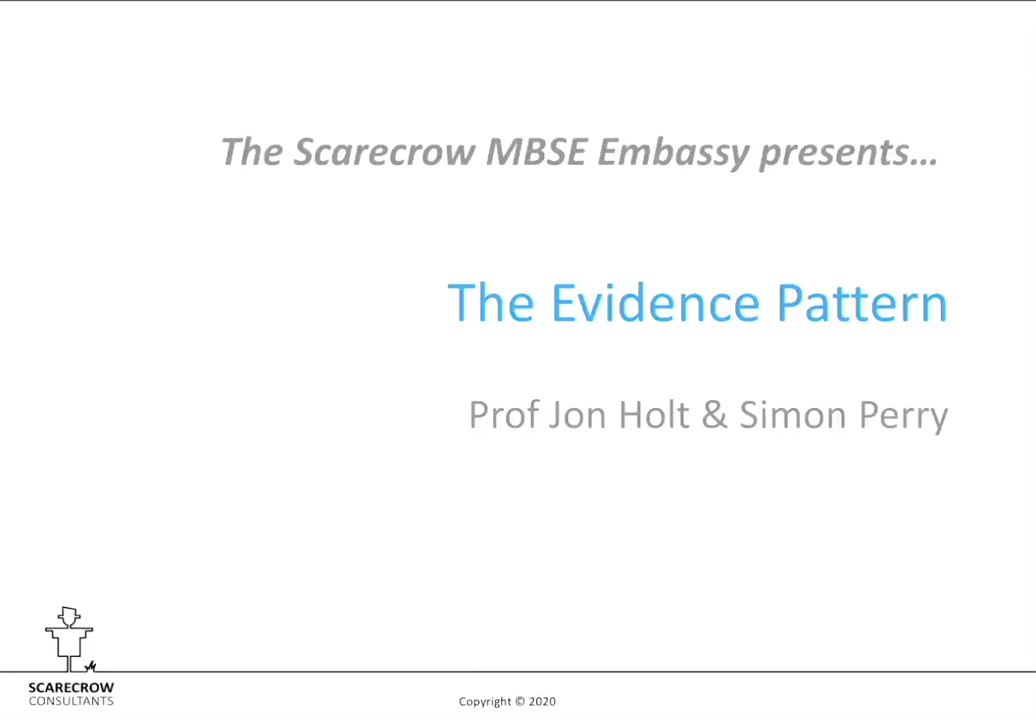 The Scarecrow MBSE Embassy presents...
The Evidence Pattern
Prof Jon Holt & Simon Perry
SCARECROW
CONSULTANTS
Copyright © 2020